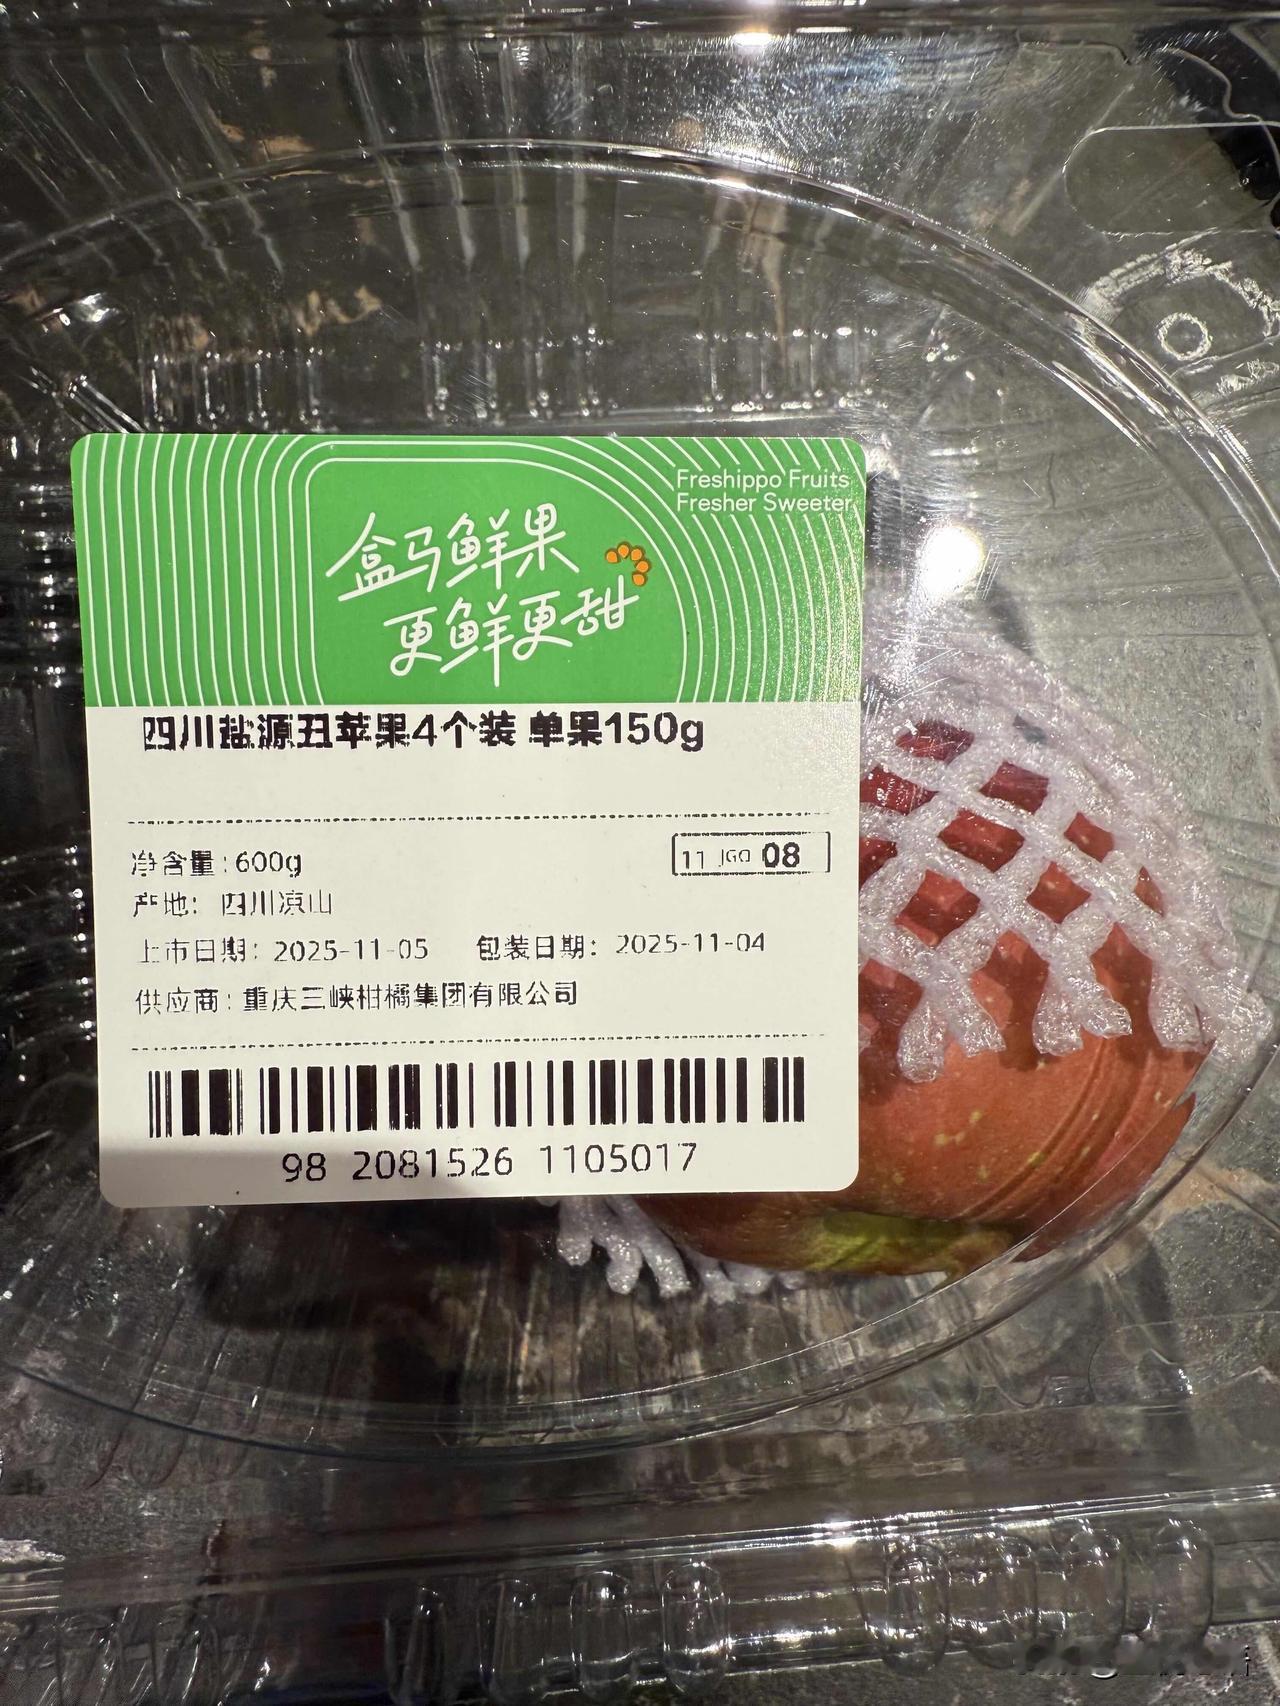 Freshippo Fruits
Fresher Sweeter
盒马鲜果
更鲜更甜
四川盐源丑苹果4个装 单果150g
净含量:600g
11 JGO 08
产地: 四川凉山
上市日期: 2025-11-05 包装日期: 2025-11-04
供应商:重庆三峡柑橘集团有限公司
98 2081526 1105017